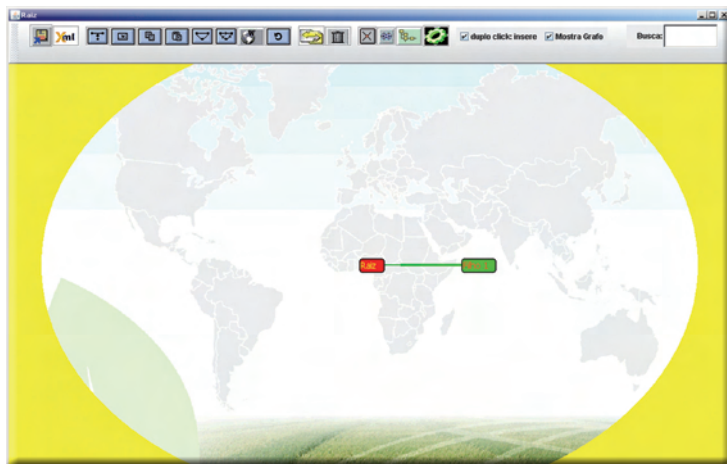 Raiz
Xml
duplo click: insere
Mostra Grafo
Busca:
Raiz